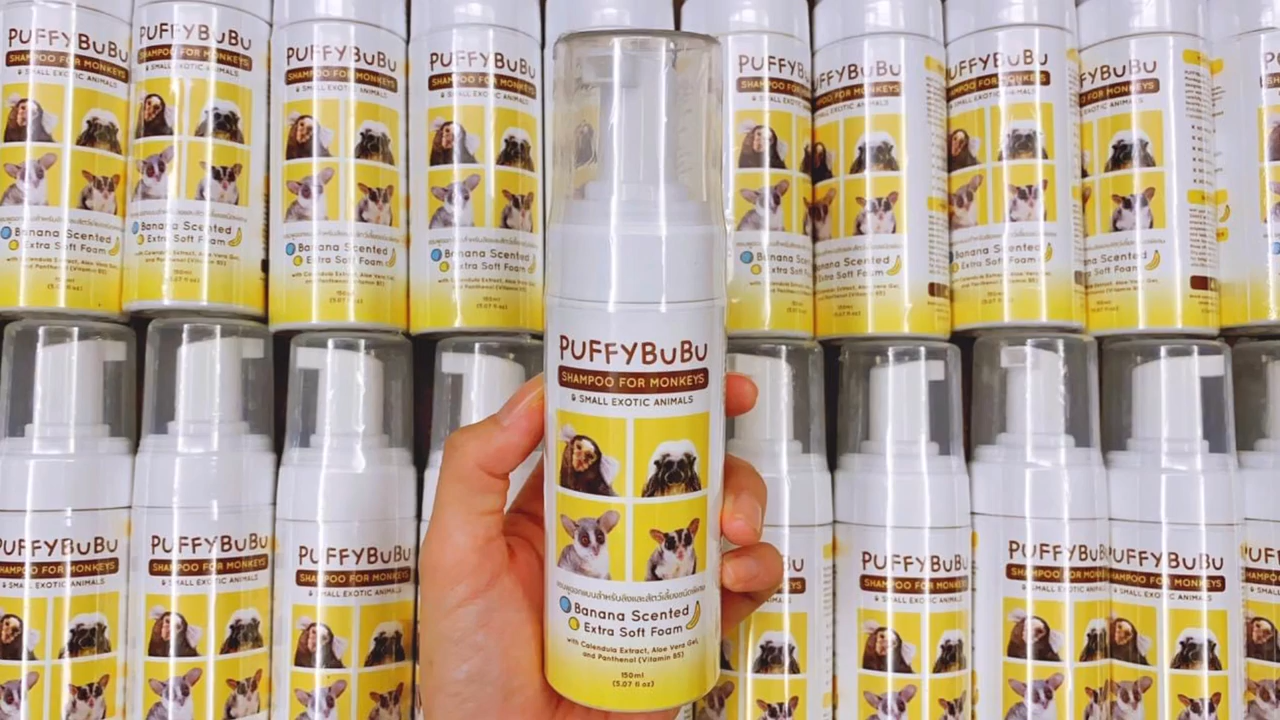 PUFFYBUBU
SHAMPOO FOR MONKEYS
& SMALL EXOTIC ANIMALS
Banana Scented
Extra Soft Foam
with Calendula Extract, Aloe Vera Gel,
and Panthenol (Vitamin B5)
150ml
(5.07 fl oz)